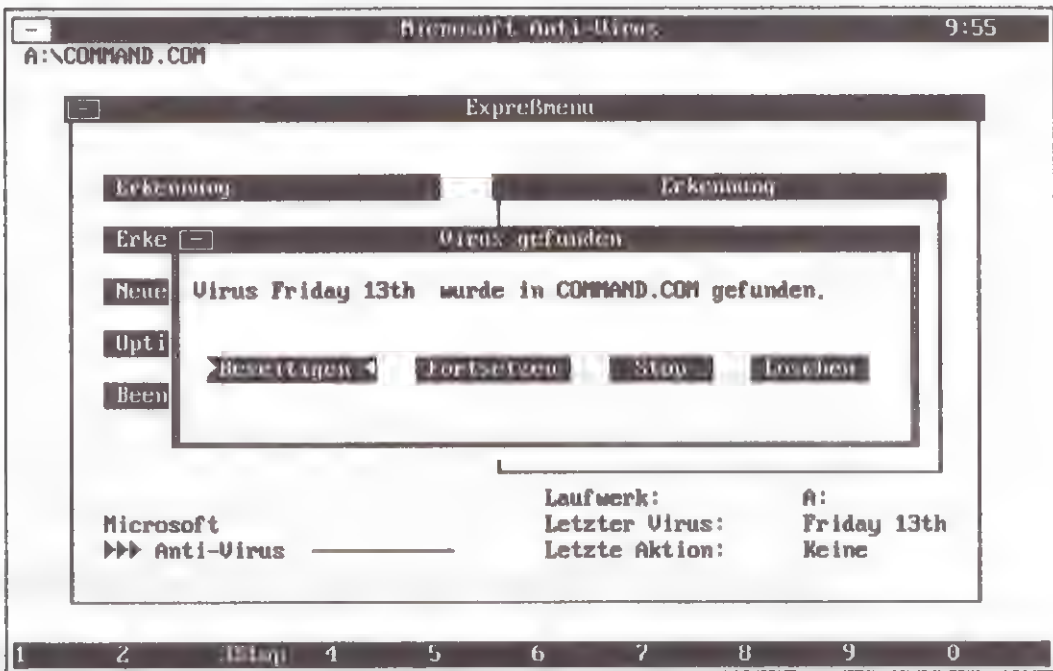 Microsoft Anti-Virus 9:55
A:\COMMAND.COM
Expreßmenu
Erkennung Erkennung
Erke
Virus gefunden
Neue
Virus Friday 13th wurde in COMMAND.COM gefunden.
Opti
Beseitigen Fortsetzen Stop Löschen
Been
Laufwerk: A:
Microsoft Letzter Virus: Friday 13th
▶▶▶ Anti-Virus Letzte Aktion: Keine
1 2 4 5 6 7 8 9 0